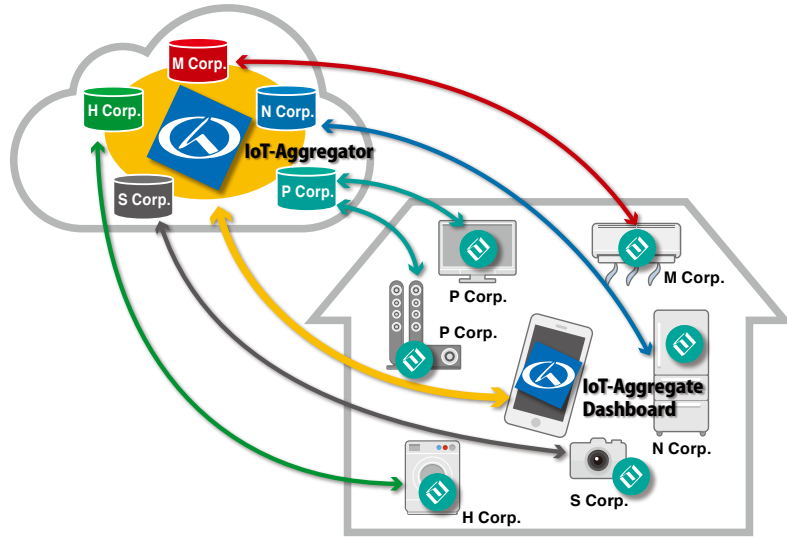 M Corp.
H Corp.
N Corp.
IoT-Aggregator
S Corp.
P Corp.
P Corp.
M Corp.
P Corp.
IoT-Aggregate
Dashboard
N Corp.
S Corp.
H Corp.